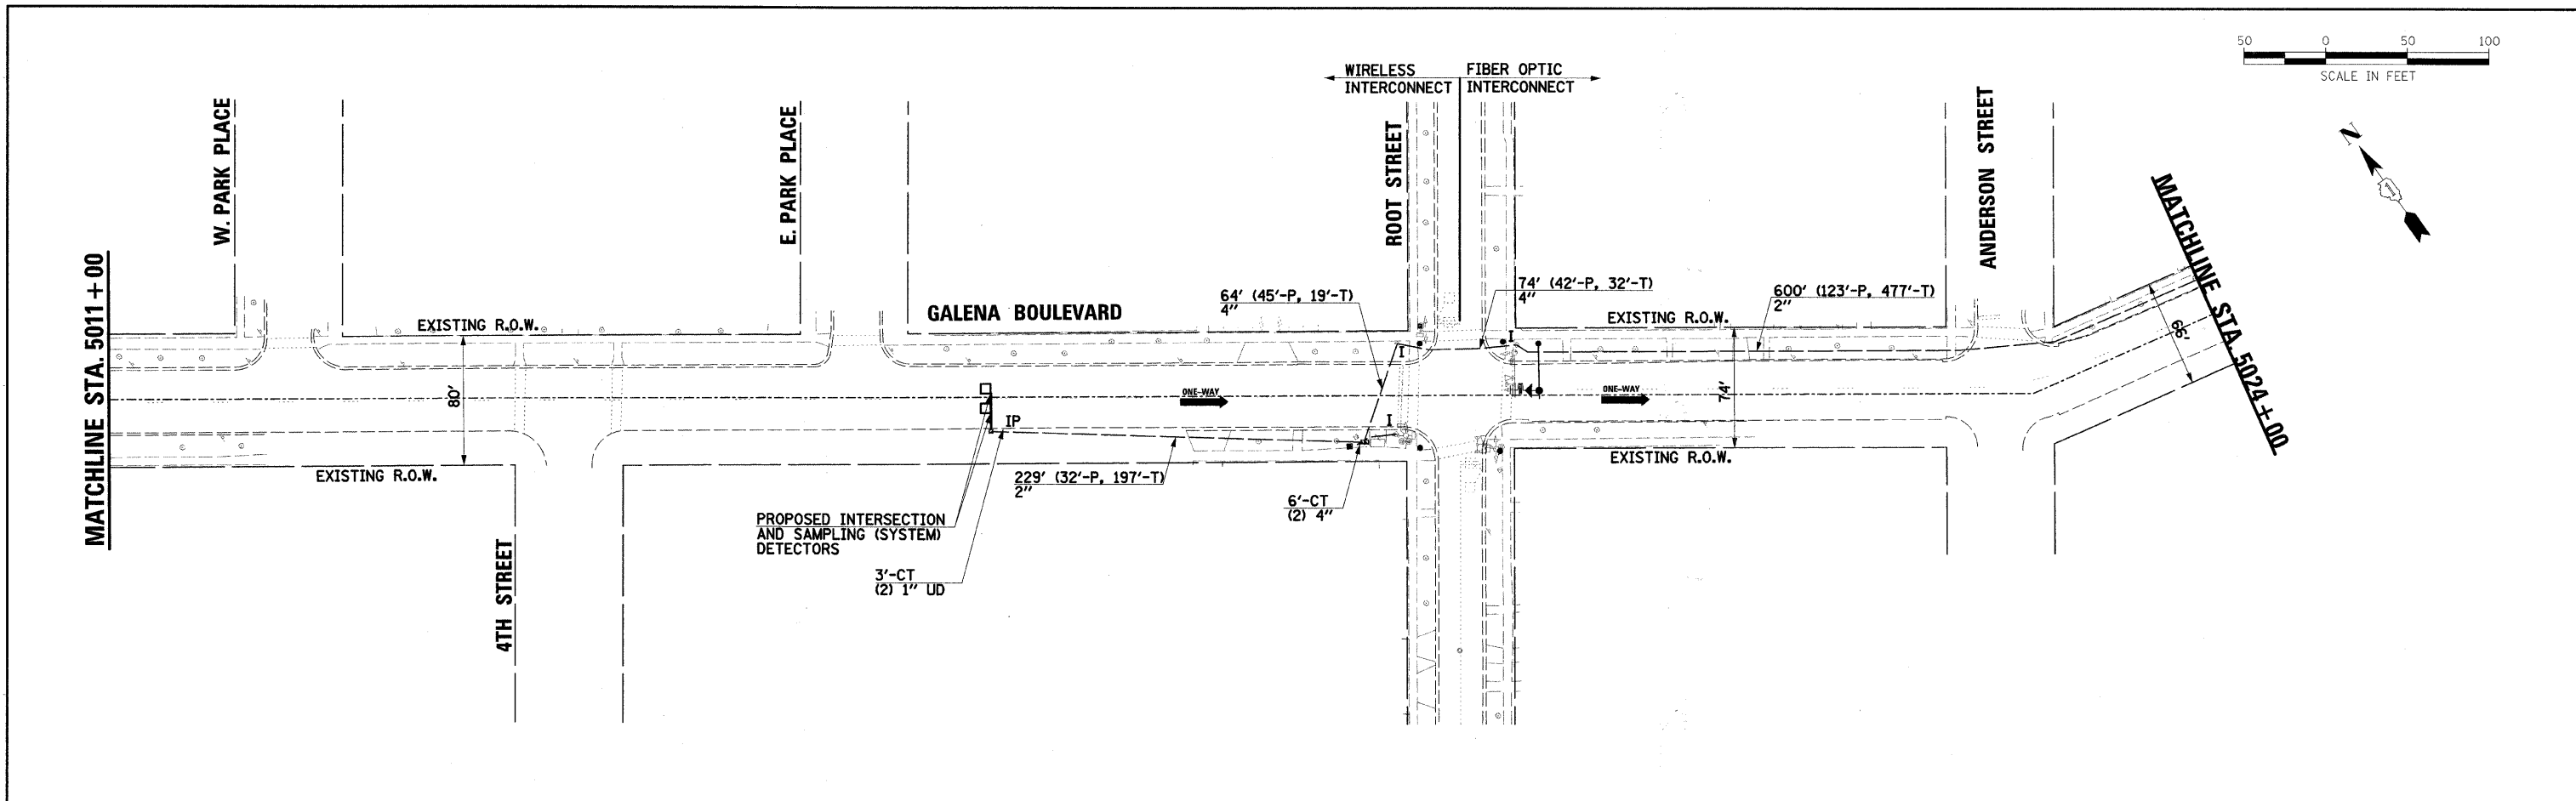 50 0 50 100
SCALE IN FEET
WIRELESS
INTERCONNECT
FIBER OPTIC
INTERCONNECT
N
W. PARK PLACE
E. PARK PLACE
ROOT STREET
ANDERSON STREET
MATCHLINE STA. 5011+00
MATCHLINE STA. 5024+00
GALENA BOULEVARD
64' (45'-P, 19'-T)
4"
74' (42'-P, 32'-T)
4"
600' (123'-P, 477'-T)
2"
EXISTING R.O.W.
EXISTING R.O.W.
66'
I
I
80'
ONE-WAY
ONE-WAY
74'
IP
I
EXISTING R.O.W.
EXISTING R.O.W.
229' (32'-P, 197'-T)
2"
6'-CT
(2) 4"
PROPOSED INTERSECTION
AND SAMPLING (SYSTEM)
DETECTORS
3'-CT
(2) 1" UD
4TH STREET